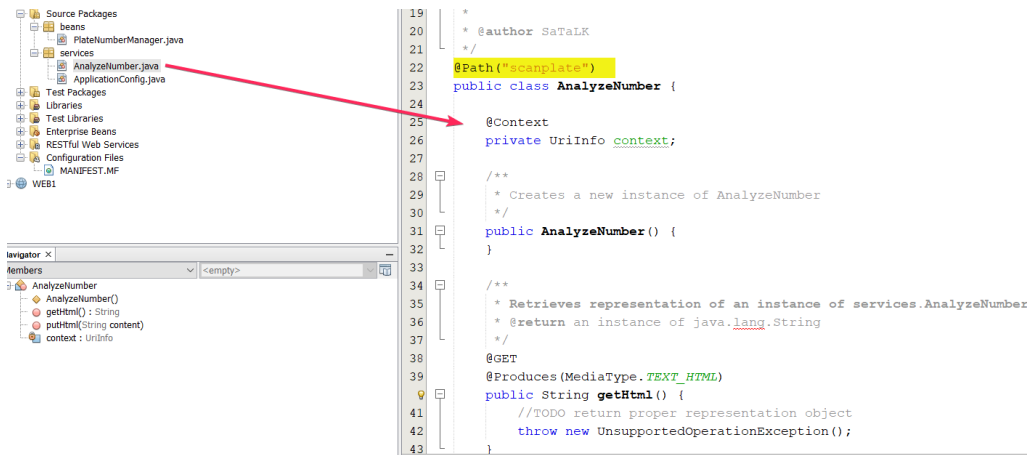 Source Packages
beans
PlateNumberManager.java
services
AnalyzeNumber.java
ApplicationConfig.java
Test Packages
Libraries
Test Libraries
Enterprise Beans
RESTful Web Services
Configuration Files
MANIFEST.MF
WEB1
Navigator ×
Members <empty>
AnalyzeNumber
AnalyzeNumber()
getHtml() : String
putHtml(String content)
context : UriInfo
19 *
20 * @author SaTaLK
21 */
22 @Path("scanplate")
23 public class AnalyzeNumber {
24
25 @Context
26 private UriInfo context;
27
28 /**
29 * Creates a new instance of AnalyzeNumber
30 */
31 public AnalyzeNumber() {
32 }
33
34 /**
35 * Retrieves representation of an instance of services.AnalyzeNumber
36 * @return an instance of java.lang.String
37 */
38 @GET
39 @Produces(MediaType.TEXT_HTML)
public String getHtml() {
41 //TODO return proper representation object
42 throw new UnsupportedOperationException();
43 }